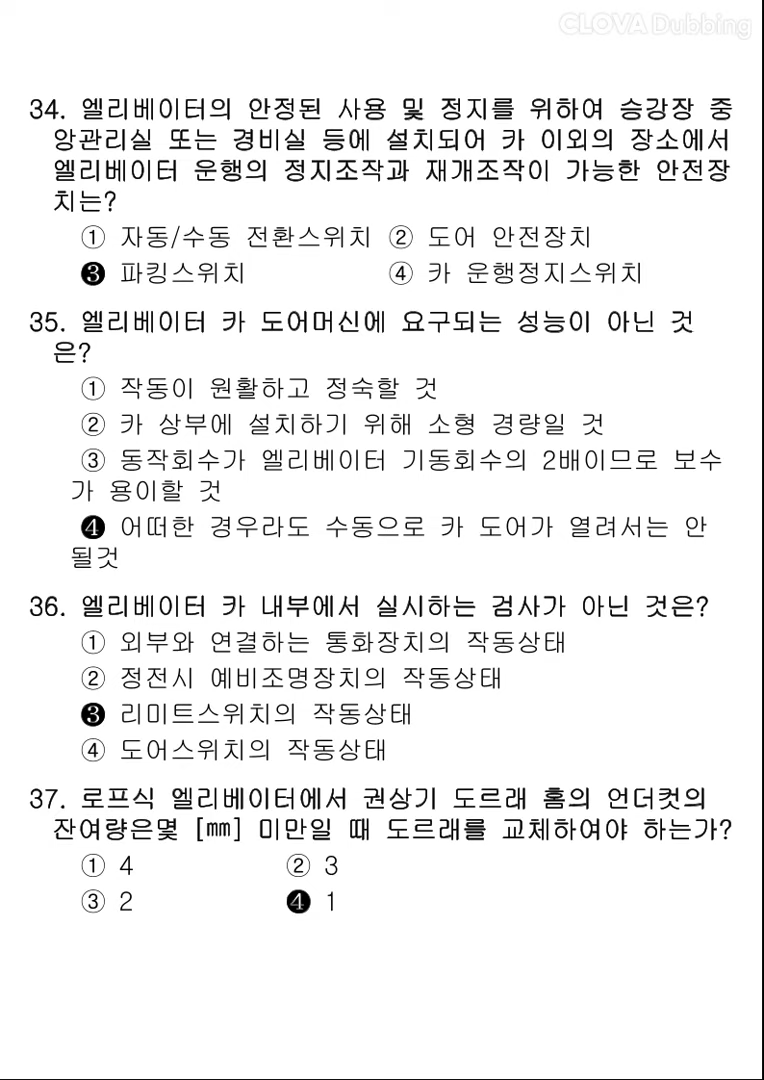 CLOVA Dubbing
34. 엘리베이터의 안정된 사용 및 정지를 위하여 승강장 중
앙관리실 또는 경비실 등에 설치되어 카 이외의 장소에서
엘리베이터 운행의 정지조작과 재개조작이 가능한 안전장
치는?
① 자동/수동 전환스위치 ② 도어 안전장치
❸ 파킹스위치 ④ 카 운행정지스위치
35. 엘리베이터 카 도어머신에 요구되는 성능이 아닌 것
은?
① 작동이 원활하고 정숙할 것
② 카 상부에 설치하기 위해 소형 경량일 것
③ 동작회수가 엘리베이터 기동회수의 2배이므로 보수
가 용이할 것
❹ 어떠한 경우라도 수동으로 카 도어가 열려서는 안
될것
36. 엘리베이터 카 내부에서 실시하는 검사가 아닌 것은?
① 외부와 연결하는 통화장치의 작동상태
② 정전시 예비조명장치의 작동상태
❸ 리미트스위치의 작동상태
④ 도어스위치의 작동상태
37. 로프식 엘리베이터에서 권상기 도르래 홈의 언더컷의
잔여량은몇 [㎜] 미만일 때 도르래를 교체하여야 하는가?
① 4 ② 3
③ 2 ❹ 1